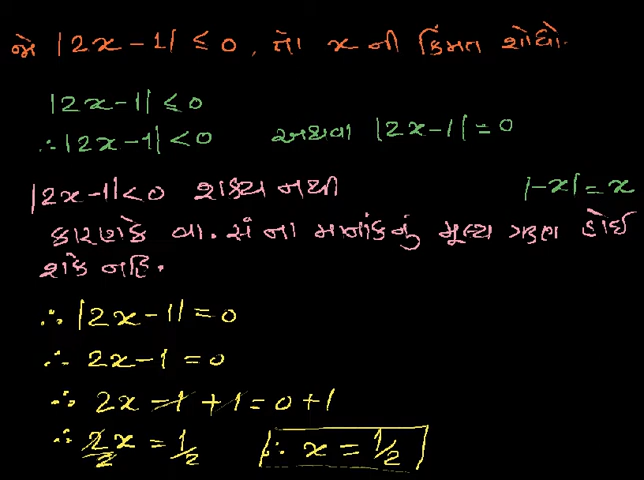 જો |2x - 1| ≤ 0, તો x ની કિંમત શોધો.
|2x - 1| ≤ 0
∴ |2x - 1| < 0 અથવા |2x - 1| = 0
|2x - 1| < 0 શક્ય નથી |-x| = x
કારણકે વા. સં ના માનાંકનું મૂલ્ય ઋણ હોઈ
શકે નહિ.
∴ |2x - 1| = 0
∴ 2x - 1 = 0
∴ 2x - 1 + 1 = 0 + 1
∴ 2x/2 = 1/2 ∴ x = 1/2